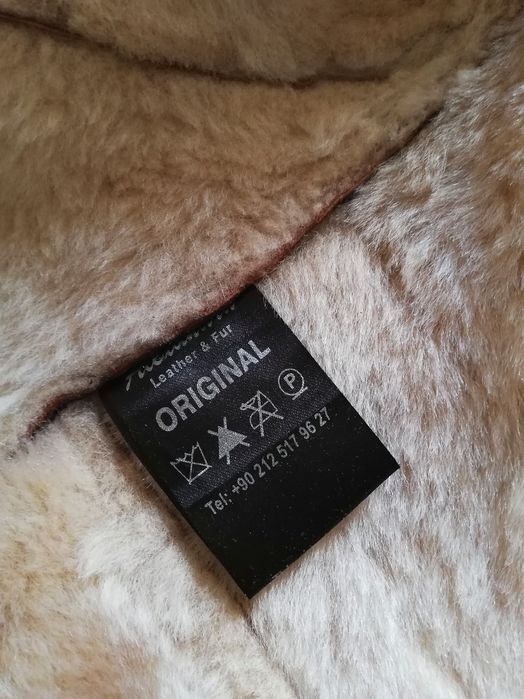 Leather & Fur
ORIGINAL
P
Tel: +90 212 517 96 27